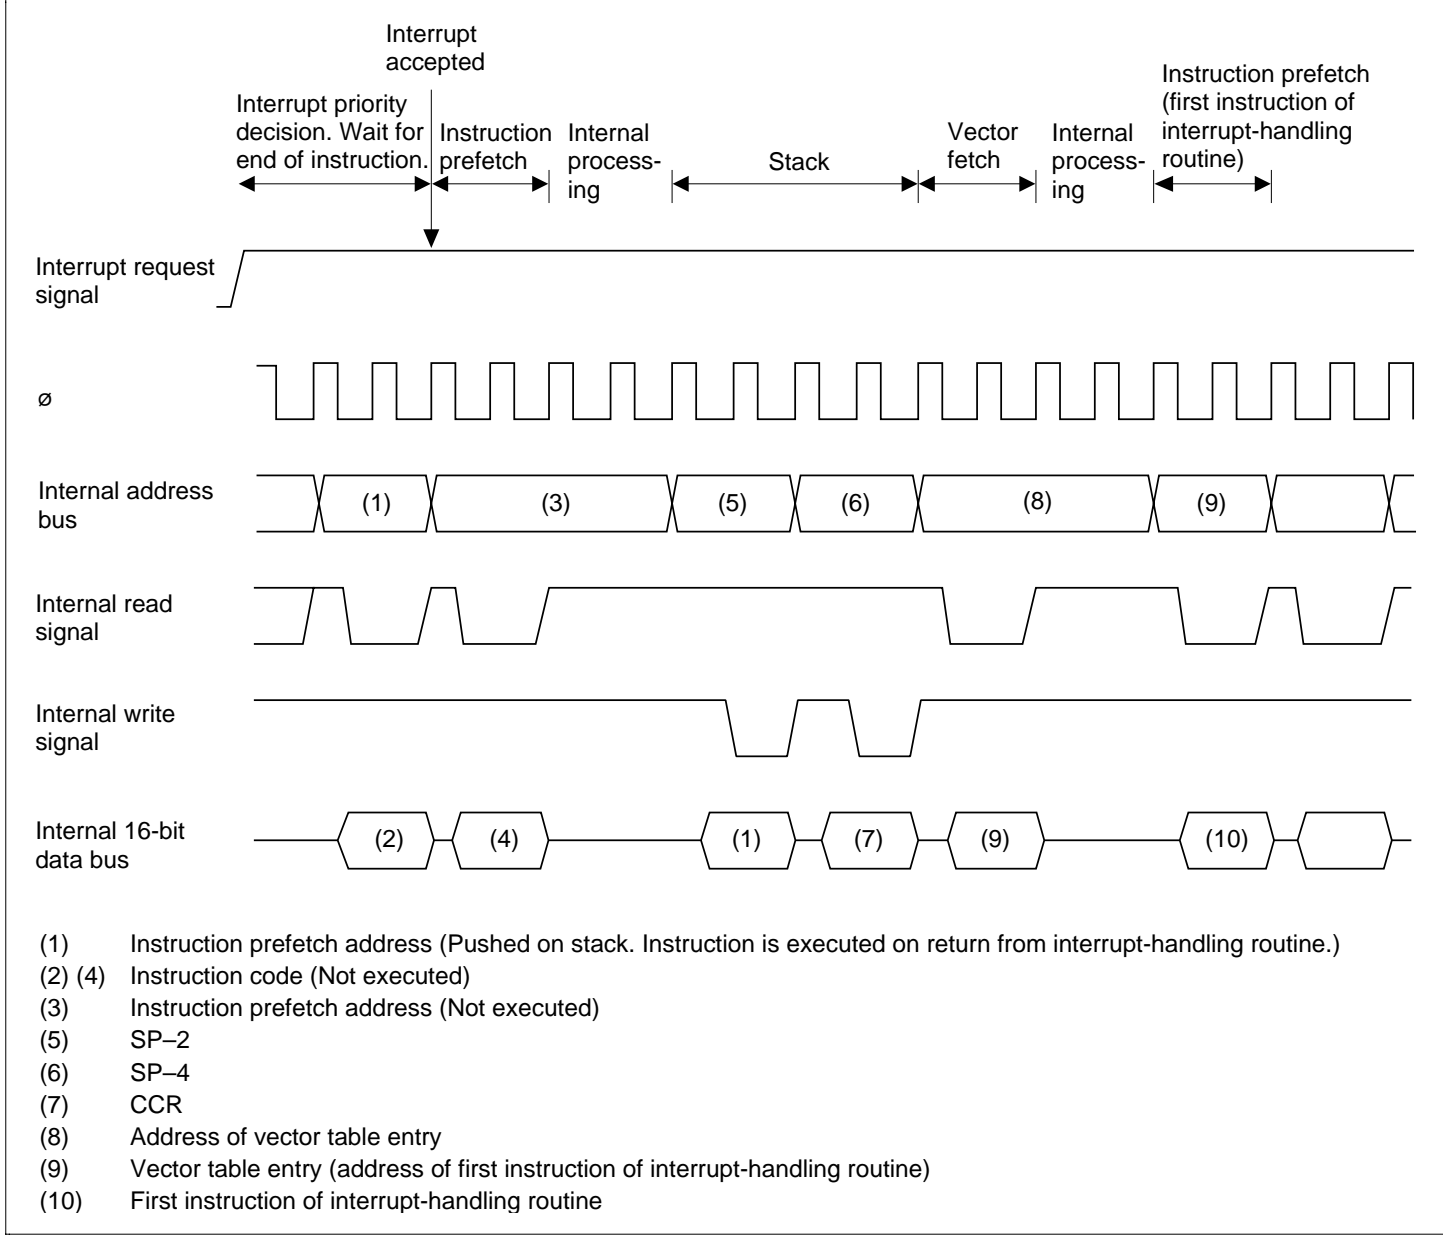 Interrupt
accepted
Interrupt priority
decision. Wait for
end of instruction.
Instruction
prefetch
Internal
process-
ing
Stack
Vector
fetch
Internal
process-
ing
Instruction prefetch
(first instruction of
interrupt-handling
routine)
Interrupt request
signal
ø
Internal address
bus
(1) (3) (5) (6) (8) (9)
Internal read
signal
Internal write
signal
Internal 16-bit
data bus
(2) (4) (1) (7) (9) (10)
(1) Instruction prefetch address (Pushed on stack. Instruction is executed on return from interrupt-handling routine.)
(2) (4) Instruction code (Not executed)
(3) Instruction prefetch address (Not executed)
(5) SP–2
(6) SP–4
(7) CCR
(8) Address of vector table entry
(9) Vector table entry (address of first instruction of interrupt-handling routine)
(10) First instruction of interrupt-handling routine